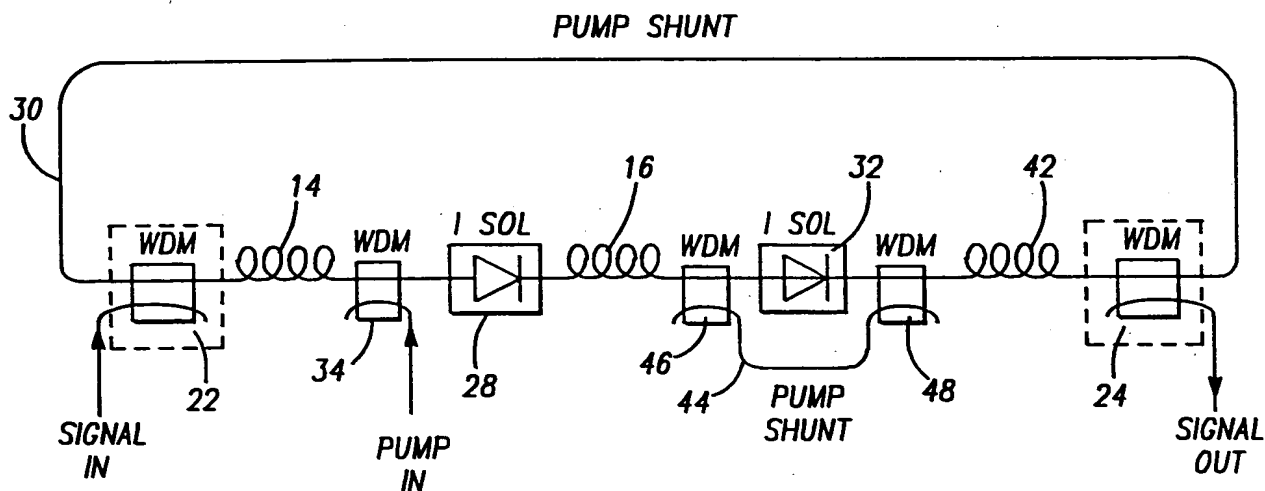 PUMP SHUNT
30
14
16
32
42
WDM
WDM
I SOL
WDM
I SOL
WDM
WDM
22
34
28
46
44
48
24
SIGNAL
IN
PUMP
IN
PUMP
SHUNT
SIGNAL
OUT